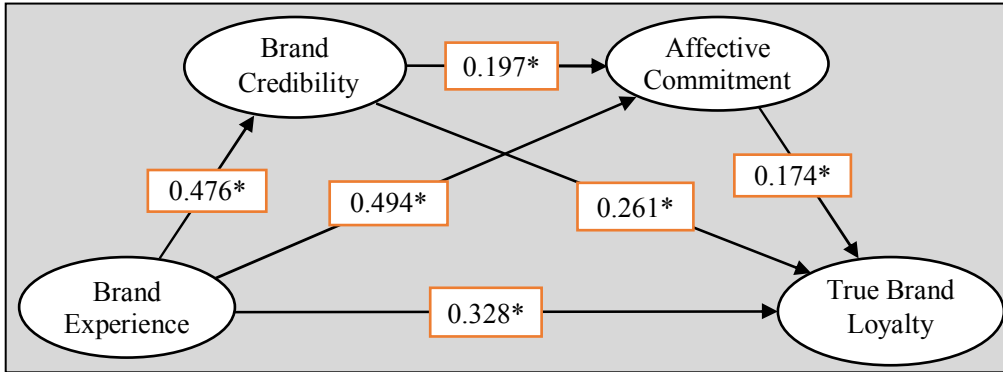 Brand
Credibility
0.197*
Affective
Commitment
0.476*
0.494*
0.261*
0.174*
Brand
Experience
0.328*
True Brand
Loyalty